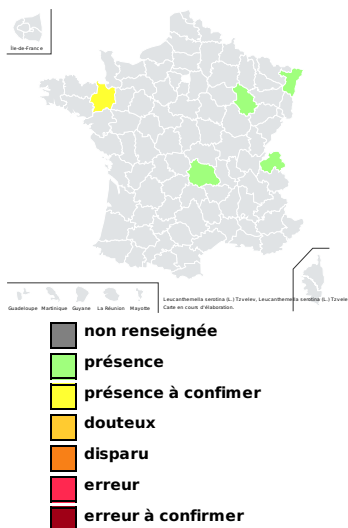 Île-de-France
Guadeloupe Martinique Guyane La Réunion Mayotte
Leucanthemella serotina (L.) Tzvelev, Leucanthemella serotina (L.) Tzvele
Carte en cours d'élaboration.
non renseignée
présence
présence à confimer
douteux
disparu
erreur
erreur à confirmer